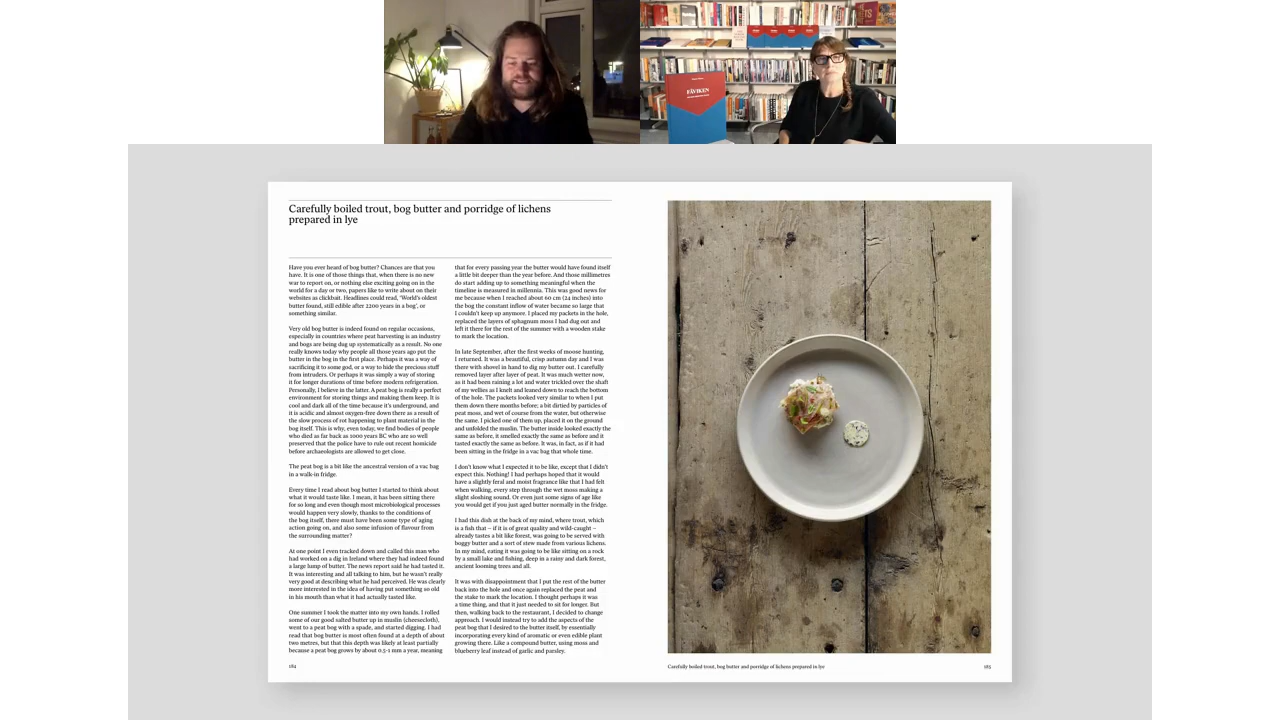 FÄVIKEN
Carefully boiled trout, bog butter and porridge of lichens
prepared in lye
Have you ever heard of bog butter? Chances are that you
have. It is one of those things that, when there is no new
war to report on, or nothing else exciting going on in the
world for a day or two, papers like to write about on their
websites as clickbait. Headlines could read, 'World's oldest
butter found, still edible after 2200 years in a bog', or
something similar.
Very old bog butter is indeed found on regular occasions,
especially in countries where peat harvesting is an industry
and bogs are being dug up systematically as a result. No one
really knows today why people all those years ago put the
butter in the bog in the first place. Perhaps it was a way of
sacrificing it to some god, or a way to hide the precious stuff
from intruders. Or perhaps it was simply a way of storing
it for longer durations of time before modern refrigeration.
Personally, I believe in the latter. A peat bog is really a perfect
environment for storing things and making them keep. It is
cool and dark all of the time because it's underground, and
it is acidic and almost oxygen-free down there as a result of
the slow process of rot happening to plant material in the
bog itself. This is why, even today, we find bodies of people
who died as far back as 1000 years BC who are so well
preserved that the police have to rule out recent homicide
before archaeologists are allowed to get close.
The peat bog is a bit like the ancestral version of a vac bag
in a walk-in fridge.
Every time I read about bog butter I started to think about
what it would taste like. I mean, it has been sitting there
for so long and even though most microbiological processes
would happen very slowly, thanks to the conditions of
the bog itself, there must have been some type of aging
action going on, and also some infusion of flavour from
the surrounding matter?
At one point I even tracked down and called this man who
had worked on a dig in Ireland where they had indeed found
a large lump of butter. The news report said he had tasted it.
It was interesting and all talking to him, but he wasn't really
very good at describing what he had perceived. He was clearly
more interested in the idea of having put something so old
in his mouth than what it had actually tasted like.
One summer I took the matter into my own hands. I rolled
some of our good salted butter up in muslin (cheesecloth),
went to a peat bog with a spade, and started digging. I had
read that bog butter is most often found at a depth of about
two metres, but that this depth was likely at least partially
because a peat bog grows by about 0.5-1 mm a year, meaning
that for every passing year the butter would have found itself
a little bit deeper than the year before. And those millimetres
do start adding up to something meaningful when the
timeline is measured in millennia. This was good news for
me because when I reached about 60 cm (24 inches) into
the bog the constant inflow of water became so large that
I couldn't keep up anymore. I placed my packets in the hole,
replaced the layers of sphagnum moss I had dug out and
left it there for the rest of the summer with a wooden stake
to mark the location.
In late September, after the first weeks of moose hunting,
I returned. It was a beautiful, crisp autumn day and I was
there with shovel in hand to dig my butter out. I carefully
removed layer after layer of peat. It was much wetter now,
as it had been raining a lot and water trickled over the shaft
of my wellies as I knelt and leaned down to reach the bottom
of the hole. The packets looked very similar to when I put
them down there months before; a bit dirtied by particles of
peat moss, and wet of course from the water, but otherwise
the same. I picked one of them up, placed it on the ground
and unfolded the muslin. The butter inside looked exactly the
same as before, it smelled exactly the same as before and it
tasted exactly the same as before. It was, in fact, as if it had
been sitting in the fridge in a vac bag that whole time.
I don't know what I expected it to be like, except that I didn't
expect this. Nothing! I had perhaps hoped that it would
have a slightly feral and moist fragrance like that I had felt
when walking, every step through the wet moss making a
slight sloshing sound. Or even just some signs of age like
you would get if you just aged butter normally in the fridge.
I had this dish at the back of my mind, where trout, which
is a fish that – if it is of great quality and wild-caught –
already tastes a bit like forest, was going to be served with
boggy butter and a sort of stew made from various lichens.
In my mind, eating it was going to be like sitting on a rock
by a small lake and fishing, deep in a rainy and dark forest,
ancient looming trees and all.
It was with disappointment that I put the rest of the butter
back into the hole and once again replaced the peat and
the stake to mark the location. I thought perhaps it was
a time thing, and that it just needed to sit for longer. But
then, walking back to the restaurant, I decided to change
approach. I would instead try to add the aspects of the
peat bog that I desired to the butter itself, by essentially
incorporating every kind of aromatic or even edible plant
growing there. Like a compound butter, using moss and
blueberry leaf instead of garlic and parsley.
184
Carefully boiled trout, bog butter and porridge of lichens prepared in lye
185